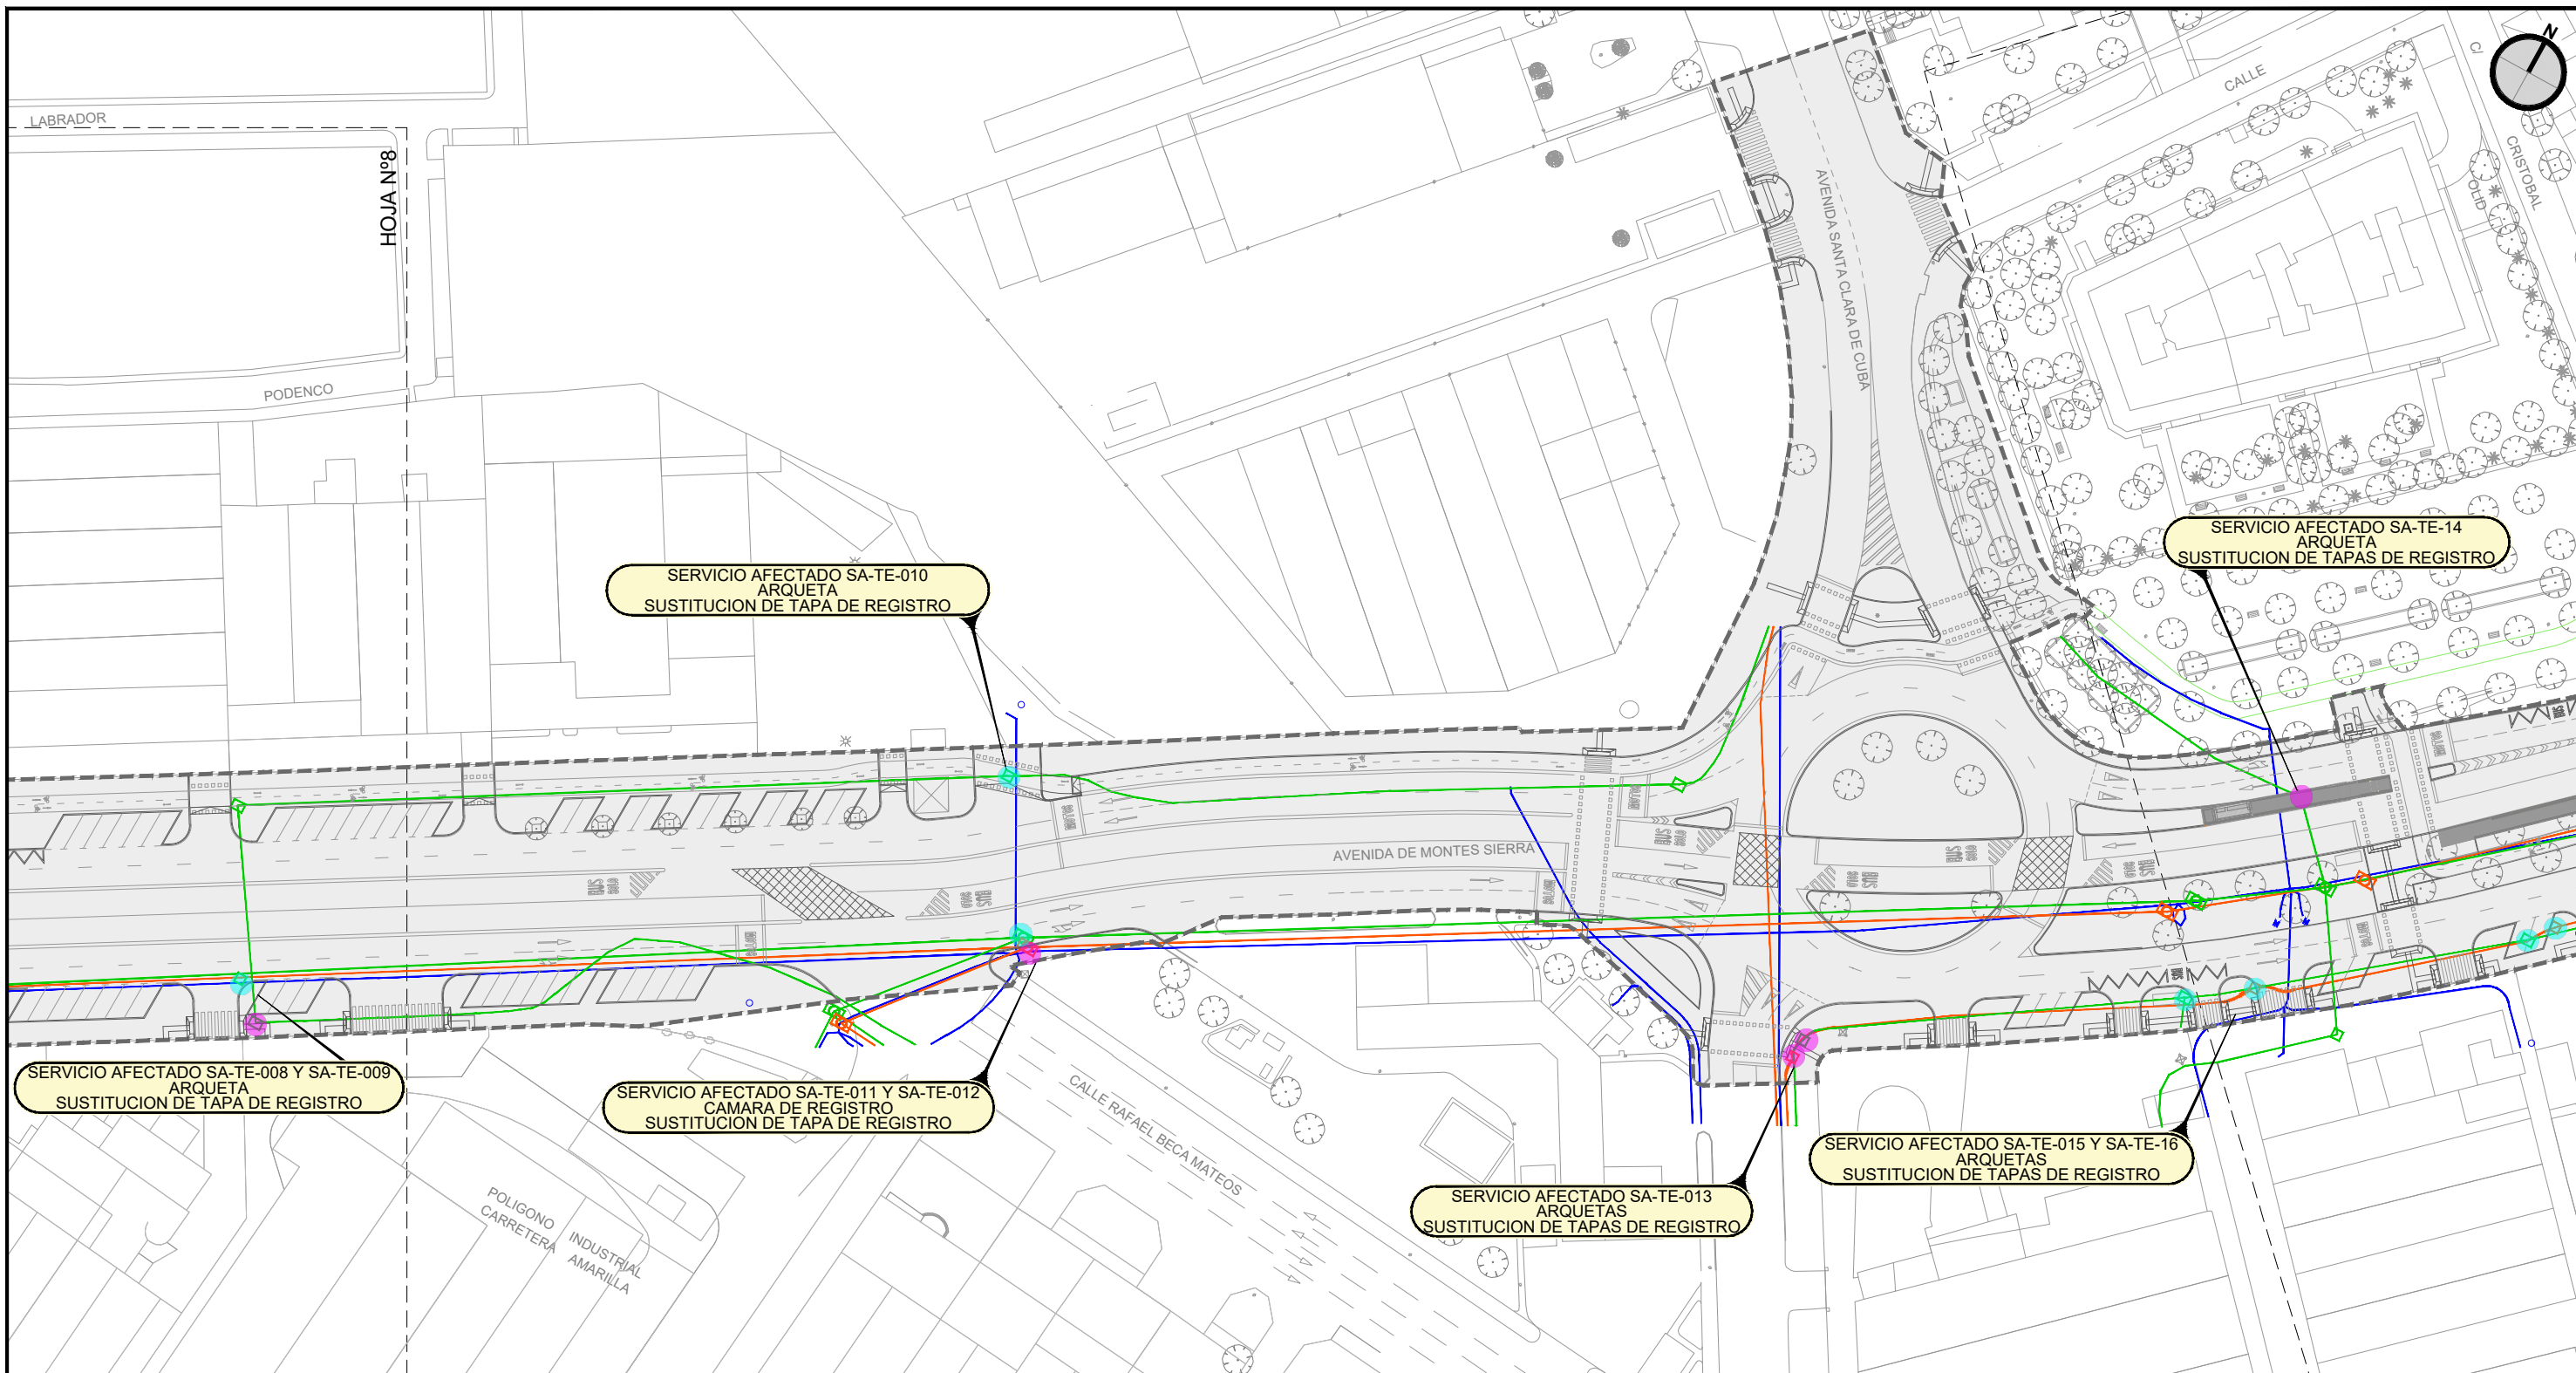 N
LABRADOR
HOJA Nº8
PODENCO
CALLE
C/
CRISTOBAL
OLID
AVENIDA SANTA CLARA DE CUBA
SERVICIO AFECTADO SA-TE-14
ARQUETA
SUSTITUCION DE TAPAS DE REGISTRO
SERVICIO AFECTADO SA-TE-010
ARQUETA
SUSTITUCION DE TAPA DE REGISTRO
AVENIDA DE MONTES SIERRA
SERVICIO AFECTADO SA-TE-008 Y SA-TE-009
ARQUETA
SUSTITUCION DE TAPA DE REGISTRO
SERVICIO AFECTADO SA-TE-011 Y SA-TE-012
CAMARA DE REGISTRO
SUSTITUCION DE TAPA DE REGISTRO
CALLE RAFAEL BECA MATEOS
SERVICIO AFECTADO SA-TE-015 Y SA-TE-16
ARQUETAS
SUSTITUCION DE TAPAS DE REGISTRO
SERVICIO AFECTADO SA-TE-013
ARQUETAS
SUSTITUCION DE TAPAS DE REGISTRO
POLIGONO INDUSTRIAL
CARRETERA AMARILLA